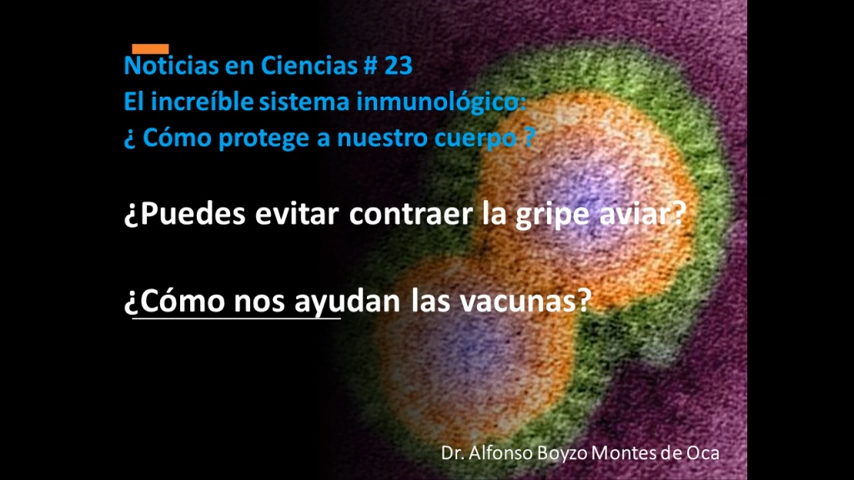 Noticias en Ciencias # 23
El increíble sistema inmunológico:
¿ Cómo protege a nuestro cuerpo ?
¿Puedes evitar contraer la gripe aviar?
¿Cómo nos ayudan las vacunas?
Dr. Alfonso Boyzo Montes de Oca